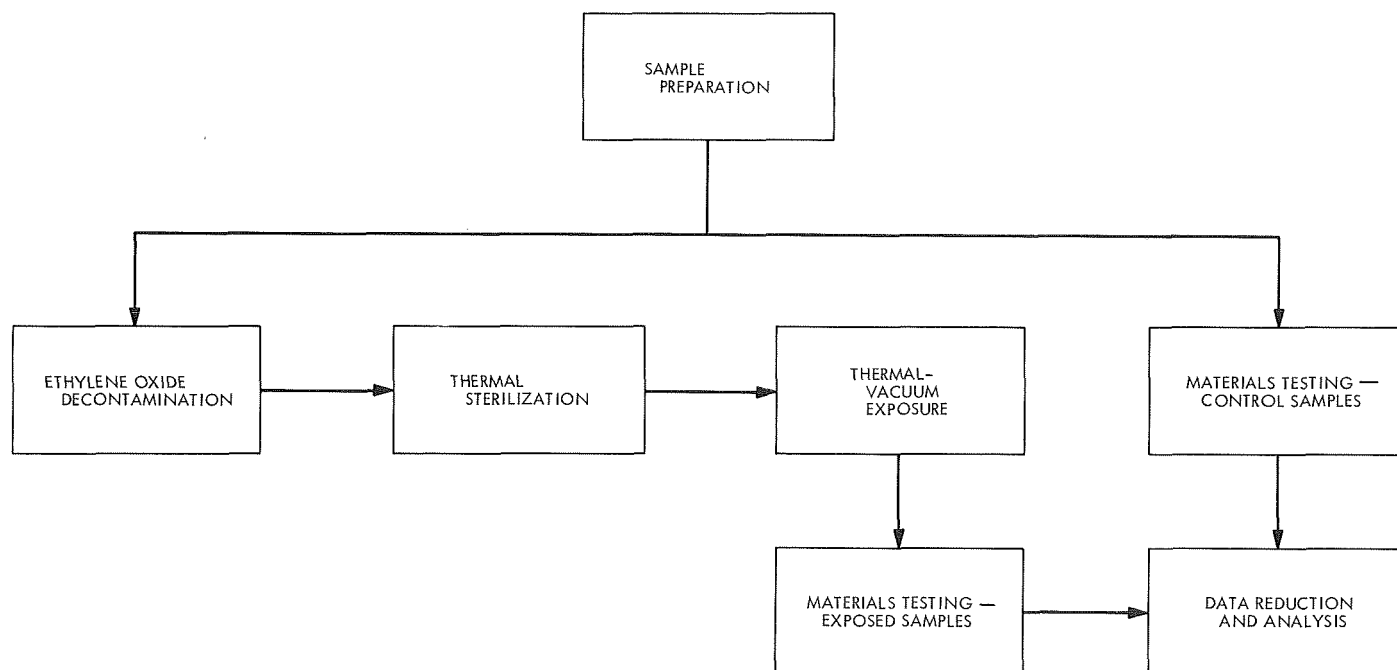 SAMPLE
PREPARATION
ETHYLENE OXIDE
DECONTAMINATION
THERMAL
STERILIZATION
THERMAL-
VACUUM
EXPOSURE
MATERIALS TESTING —
CONTROL SAMPLES
MATERIALS TESTING —
EXPOSED SAMPLES
DATA REDUCTION
AND ANALYSIS